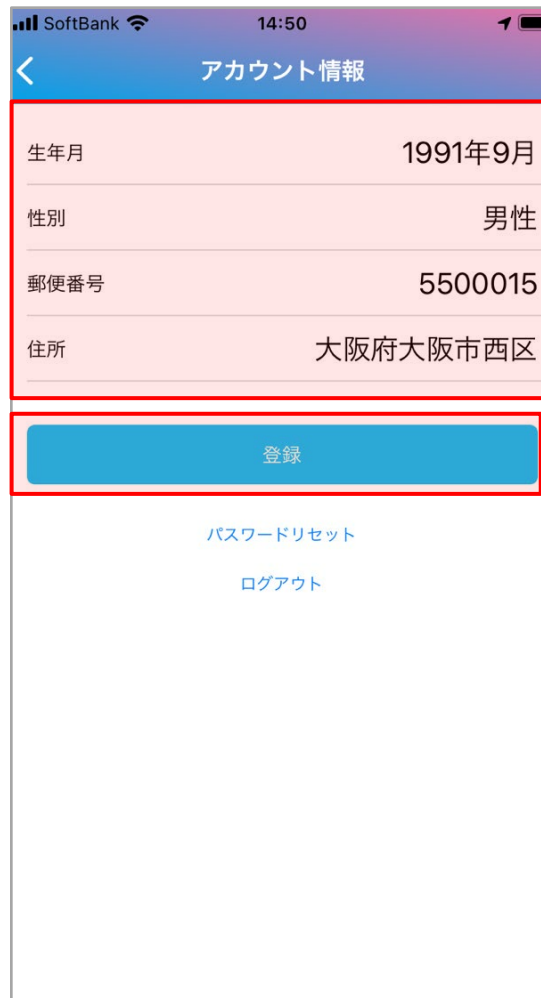 SoftBank 14:50
アカウント情報
生年月 1991年9月
性別 男性
郵便番号 5500015
住所 大阪府大阪市西区
登録
パスワードリセット
ログアウト